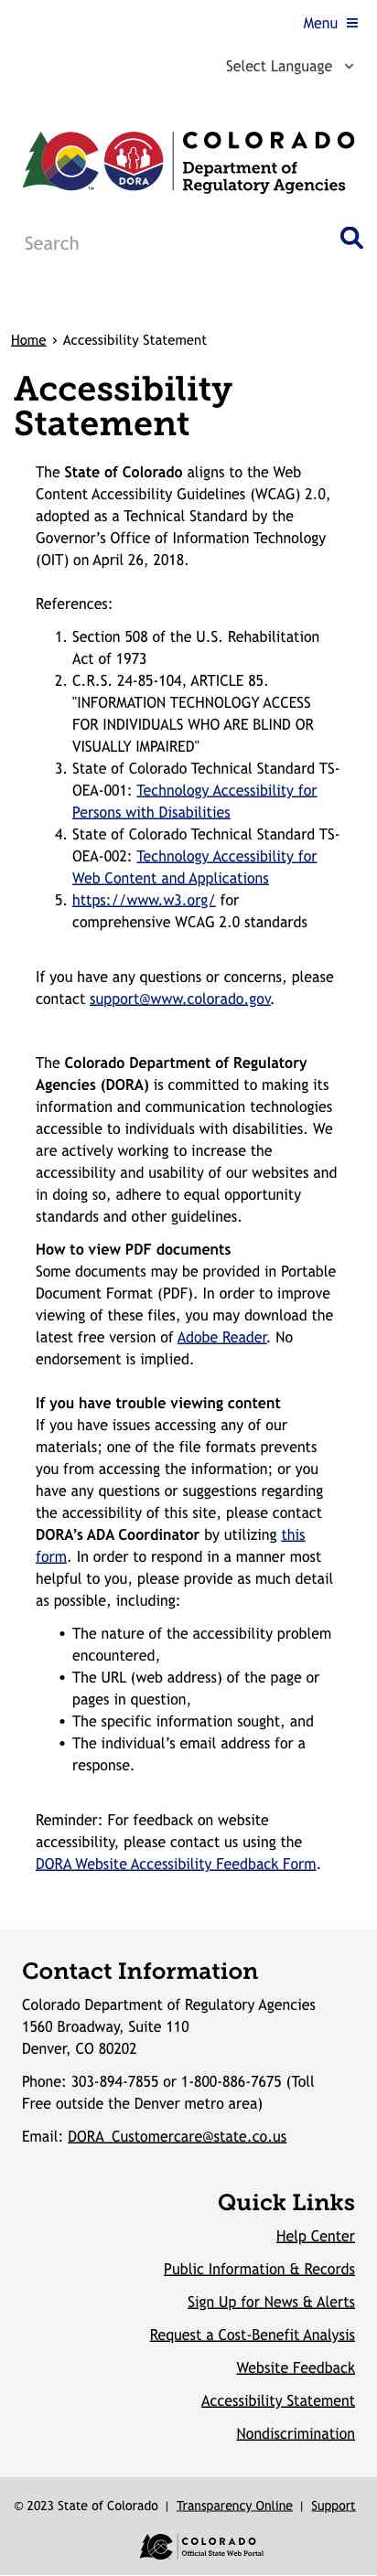 Menu
Select Language
COLORADO
Department of
Regulatory Agencies
DORA
Search
Home › Accessibility Statement
Accessibility
Statement
The State of Colorado aligns to the Web
Content Accessibility Guidelines (WCAG) 2.0,
adopted as a Technical Standard by the
Governor’s Office of Information Technology
(OIT) on April 26, 2018.
References:
1. Section 508 of the U.S. Rehabilitation
Act of 1973
2. C.R.S. 24-85-104, ARTICLE 85.
"INFORMATION TECHNOLOGY ACCESS
FOR INDIVIDUALS WHO ARE BLIND OR
VISUALLY IMPAIRED"
3. State of Colorado Technical Standard TS-
OEA-001: Technology Accessibility for
Persons with Disabilities
4. State of Colorado Technical Standard TS-
OEA-002: Technology Accessibility for
Web Content and Applications
5. https://www.w3.org/ for
comprehensive WCAG 2.0 standards
If you have any questions or concerns, please
contact support@www.colorado.gov.
The Colorado Department of Regulatory
Agencies (DORA) is committed to making its
information and communication technologies
accessible to individuals with disabilities. We
are actively working to increase the
accessibility and usability of our websites and
in doing so, adhere to equal opportunity
standards and other guidelines.
How to view PDF documents
Some documents may be provided in Portable
Document Format (PDF). In order to improve
viewing of these files, you may download the
latest free version of Adobe Reader. No
endorsement is implied.
If you have trouble viewing content
If you have issues accessing any of our
materials; one of the file formats prevents
you from accessing the information; or you
have any questions or suggestions regarding
the accessibility of this site, please contact
DORA’s ADA Coordinator by utilizing this
form. In order to respond in a manner most
helpful to you, please provide as much detail
as possible, including:
• The nature of the accessibility problem
encountered,
• The URL (web address) of the page or
pages in question,
• The specific information sought, and
• The individual’s email address for a
response.
Reminder: For feedback on website
accessibility, please contact us using the
DORA Website Accessibility Feedback Form.
Contact Information
Colorado Department of Regulatory Agencies
1560 Broadway, Suite 110
Denver, CO 80202
Phone: 303-894-7855 or 1-800-886-7675 (Toll
Free outside the Denver metro area)
Email: DORA_Customercare@state.co.us
Quick Links
Help Center
Public Information & Records
Sign Up for News & Alerts
Request a Cost-Benefit Analysis
Website Feedback
Accessibility Statement
Nondiscrimination
© 2023 State of Colorado | Transparency Online | Support
COLORADO
Official State Web Portal